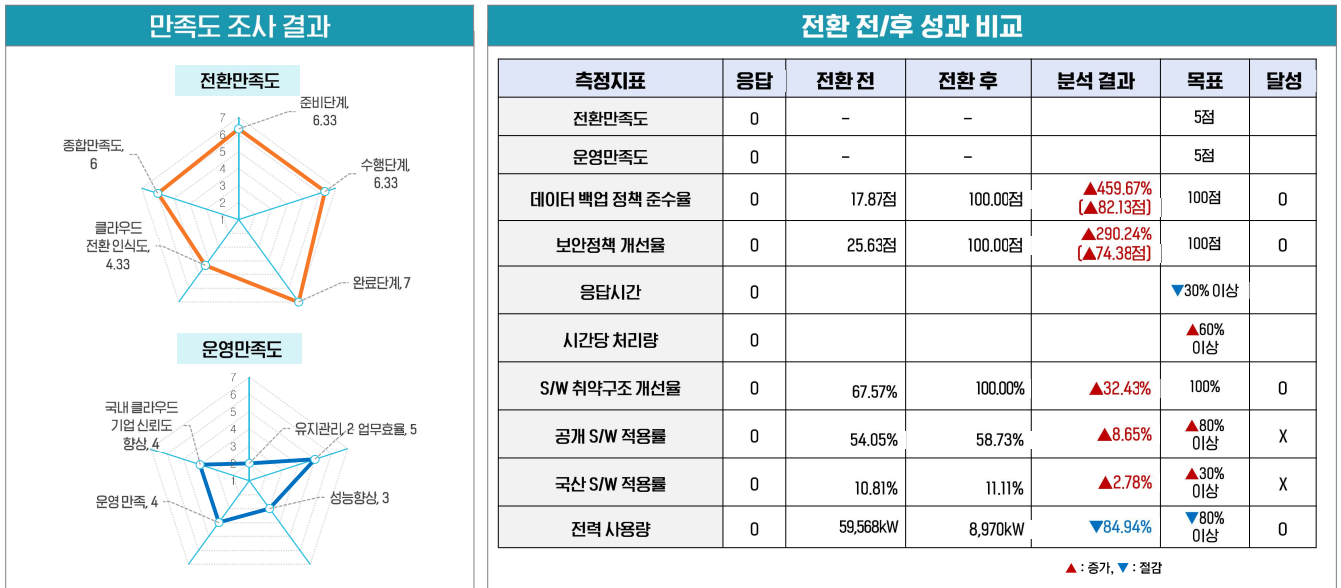 만족도 조사 결과
전환만족도
준비단계,
6.33
7
6
5
4
3
2
1
종합만족도,
6
수행단계,
6.33
클라우드
전환 인식도,
4.33
완료단계, 7
운영만족도
7
6
5
4
3
2
1
국내 클라우드
기업 신뢰도
향상, 4
유지관리, 2
업무효율, 5
운영 만족, 4
성능향상, 3
전환 전/후 성과 비교
측정지표 응답 전환 전 전환 후 분석 결과 목표 달성
전환만족도 O - - 5점
운영만족도 O - - 5점
데이터 백업 정책 준수율 O 17.87점 100.00점 ▲459.67% 100점 O
(▲82.13점)
보안정책 개선율 O 25.63점 100.00점 ▲290.24% 100점 O
(▲74.38점)
응답시간 O ▼30% 이상
시간당 처리량 O ▲60%
이상
S/W 취약구조 개선율 O 67.57% 100.00% ▲32.43% 100% O
공개 S/W 적용률 O 54.05% 58.73% ▲8.65% ▲80% X
이상
국산 S/W 적용률 O 10.81% 11.11% ▲2.78% ▲30% X
이상
전력 사용량 O 59,568kW 8,970kW ▼84.94% ▼80% O
이상
▲ : 증가, ▼ : 절감